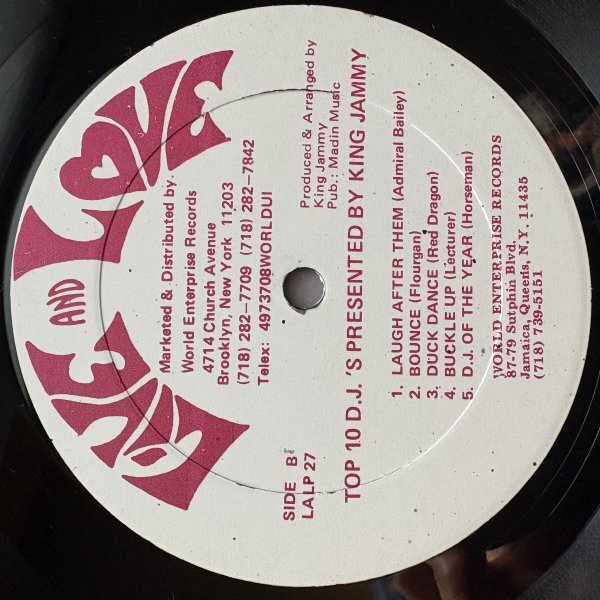 LIVE AND LOVE
Marketed & Distributed by
World Enterprise Records
4714 Church Avenue
Brooklyn, New York 11203
(718) 282-7709 (718) 282-7842
Telex: 4973708WORLDUI
SIDE B
LALP 27
Produced & Arranged by
King Jammy
Pub.: Madin Music
TOP 10 D.J.'S PRESENTED BY KING JAMMY
1. LAUGH AFTER THEM (Admiral Bailey)
2. BOUNCE (Flourgan)
3. DUCK DANCE (Red Dragon)
4. BUCKLE UP (Lecturer)
5. D.J. OF THE YEAR (Horseman)
WORLD ENTERPRISE RECORDS
87-79 Sutphin Blvd.
Jamaica, Queens, N.Y. 11435
(718) 739-5151